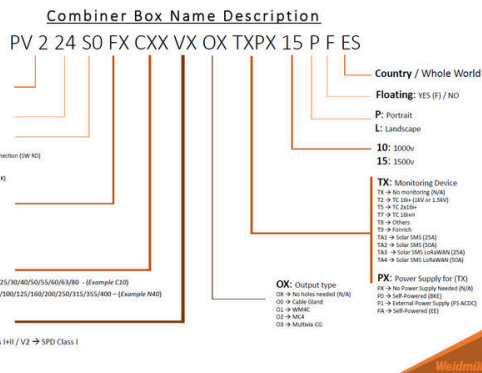 Combiner Box Name Description
PV 2 24 S0 FX CXX VX OX TXPX 15 P F ES
Country / Whole World
Floating: YES (F) / NO
P: Portrait
L: Landscape
10: 1000v
15: 1500v
nection (SW RD)
TX: Monitoring Device
TX → No monitoring (N/A)
T2 → TC 16I+ (1kV or 1.5kV)
T5 → TC 2x16I+
T7 → TC 16I+H
T8 → Others
T9 → Fonrich
TA1 → Solar SMS (25A)
TA2 → Solar SMS (50A)
TA3 → Solar SMS LoRaWAN (25A)
TA4 → Solar SMS LoRaWAN (50A)
PX: Power Supply for (TX)
PX → No Power Supply Needed (N/A)
P0 → Self-Powered (BKE)
P1 → External Power Supply (PS ACDC)
PA → Self-Powered (EE)
25/30/40/50/55/60/63/80 - (Example C10)
/100/125/160/200/250/315/355/400 – (Example N40)
OX: Output type
OX → No holes needed (N/A)
O0 → Cable Gland
O1 → WM4C
O2 → MC4
O3 → Multivia CG
s I+II / V2 → SPD Class I
Weidmü